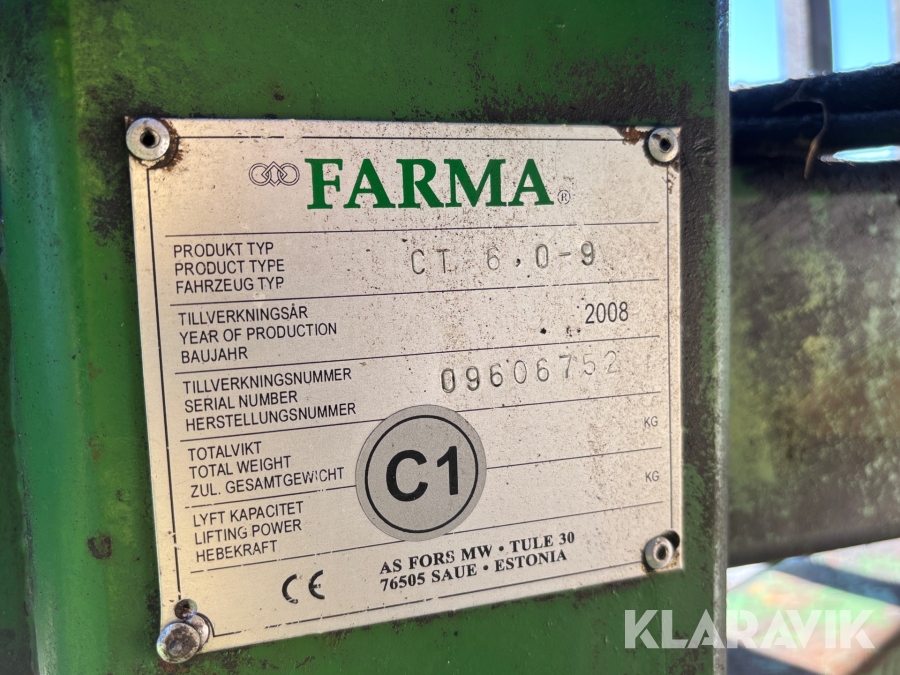 FARMA®
PRODUKT TYP
PRODUCT TYPE
FAHRZEUG TYP
CT 6.0-9
TILLVERKNINGSÅR
YEAR OF PRODUCTION
BAUJAHR
2008
TILLVERKNINGSNUMMER
SERIAL NUMBER
HERSTELLUNGSNUMMER
09606752
TOTALVIKT
TOTAL WEIGHT
ZUL. GESAMTGEWICHT
KG
LYFT KAPACITET
LIFTING POWER
HEBEKRAFT
KG
C1
CE
AS FORS MW • TULE 30
76505 SAUE • ESTONIA
KLARAVIK